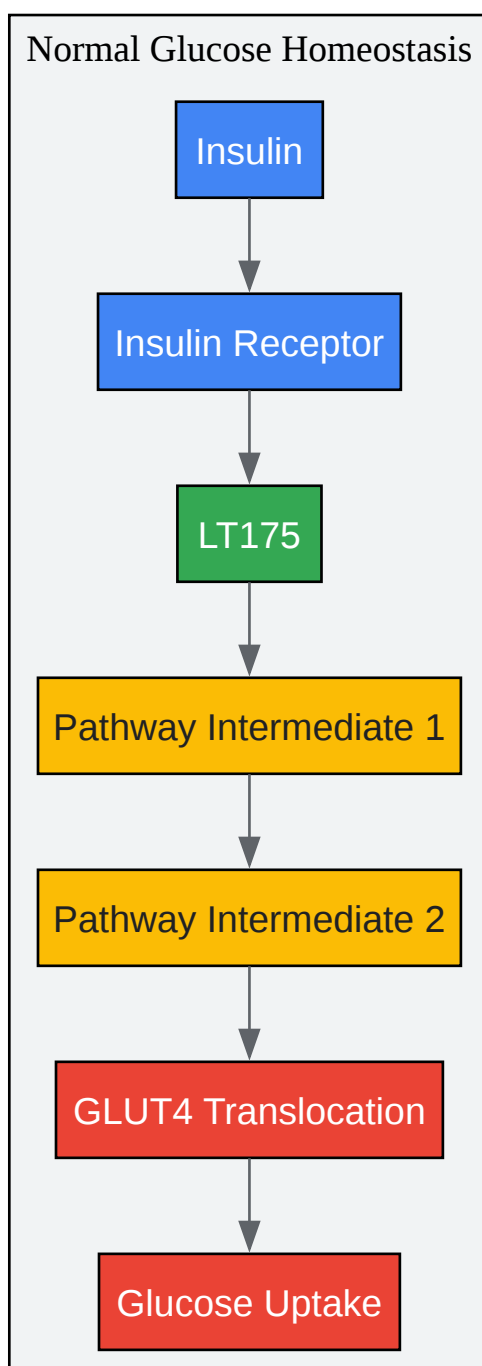 Normal Glucose Homeostasis
Insulin
Insulin Receptor
LT175
Pathway Intermediate 1
Pathway Intermediate 2
GLUT4 Translocation
Glucose Uptake